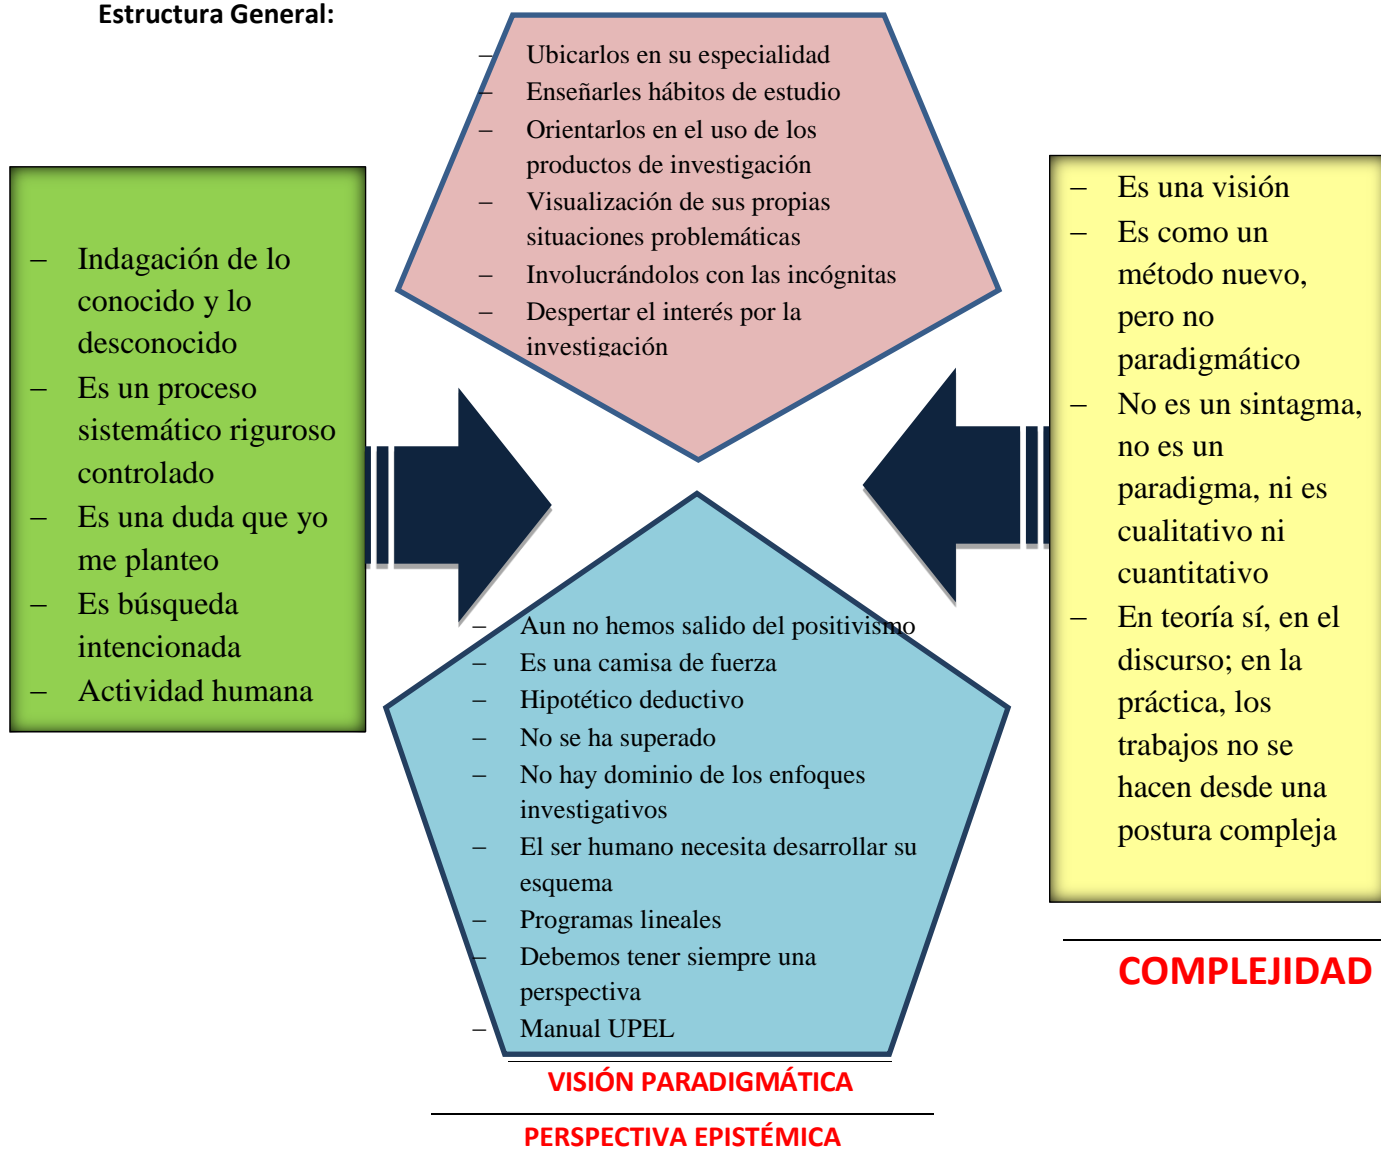 Estructura General:
– Ubicarlos en su especialidad
– Enseñarles hábitos de estudio
– Orientarlos en el uso de los
productos de investigación
– Visualización de sus propias
situaciones problemáticas
– Involucrándolos con las incógnitas
– Despertar el interés por la
investigación
– Indagación de lo
conocido y lo
desconocido
– Es un proceso
sistemático riguroso
controlado
– Es una duda que yo
me planteo
– Es búsqueda
intencionada
– Actividad humana
– Es una visión
– Es como un
método nuevo,
pero no
paradigmático
– No es un sintagma,
no es un
paradigma, ni es
cualitativo ni
cuantitativo
– En teoría sí, en el
discurso; en la
práctica, los
trabajos no se
hacen desde una
postura compleja
COMPLEJIDAD
– Aun no hemos salido del positivismo
– Es una camisa de fuerza
– Hipotético deductivo
– No se ha superado
– No hay dominio de los enfoques
investigativos
– El ser humano necesita desarrollar su
esquema
– Programas lineales
– Debemos tener siempre una
perspectiva
– Manual UPEL
VISIÓN PARADIGMÁTICA
PERSPECTIVA EPISTÉMICA